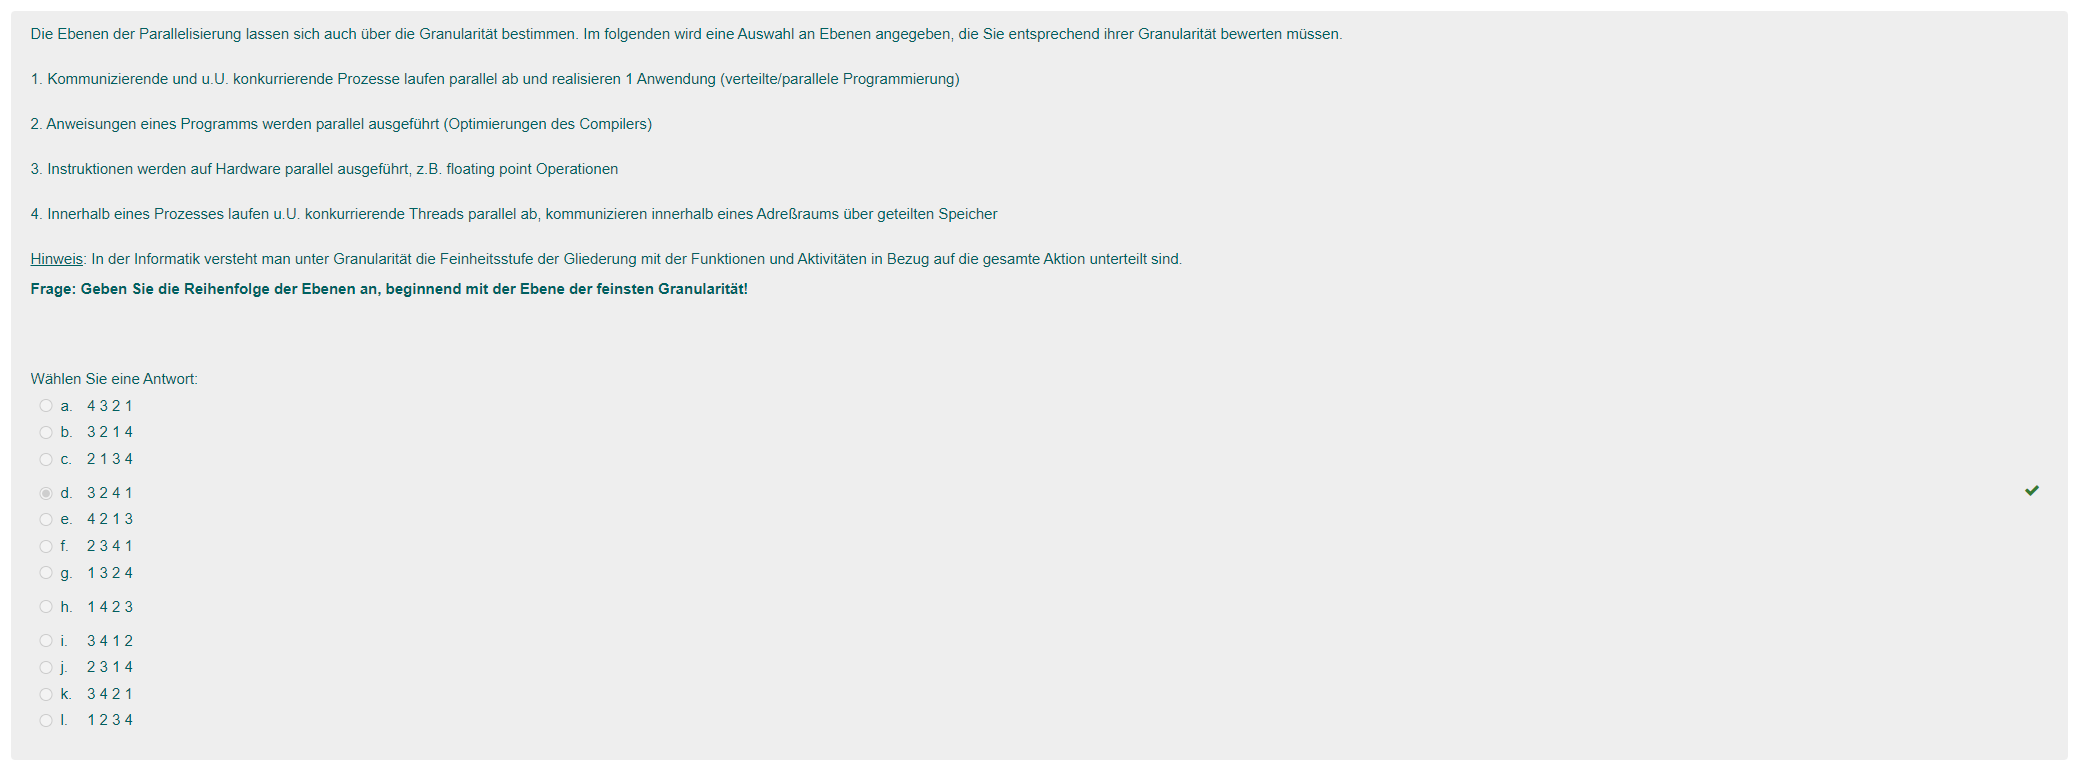 Die Ebenen der Parallelisierung lassen sich auch über die Granularität bestimmen. Im folgenden wird eine Auswahl an Ebenen angegeben, die Sie entsprechend ihrer Granularität bewerten müssen.
1. Kommunizierende und u.U. konkurrierende Prozesse laufen parallel ab und realisieren 1 Anwendung (verteilte/parallele Programmierung)
2. Anweisungen eines Programms werden parallel ausgeführt (Optimierungen des Compilers)
3. Instruktionen werden auf Hardware parallel ausgeführt, z.B. floating point Operationen
4. Innerhalb eines Prozesses laufen u.U. konkurrierende Threads parallel ab, kommunizieren innerhalb eines Adreßraums über geteilten Speicher
Hinweis: In der Informatik versteht man unter Granularität die Feinheitsstufe der Gliederung mit der Funktionen und Aktivitäten in Bezug auf die gesamte Aktion unterteilt sind.
Frage: Geben Sie die Reihenfolge der Ebenen an, beginnend mit der Ebene der feinsten Granularität!
Wählen Sie eine Antwort:
a. 4 3 2 1
b. 3 2 1 4
c. 2 1 3 4
d. 3 2 4 1
e. 4 2 1 3
f. 2 3 4 1
g. 1 3 2 4
h. 1 4 2 3
i. 3 4 1 2
j. 2 3 1 4
k. 3 4 2 1
l. 1 2 3 4